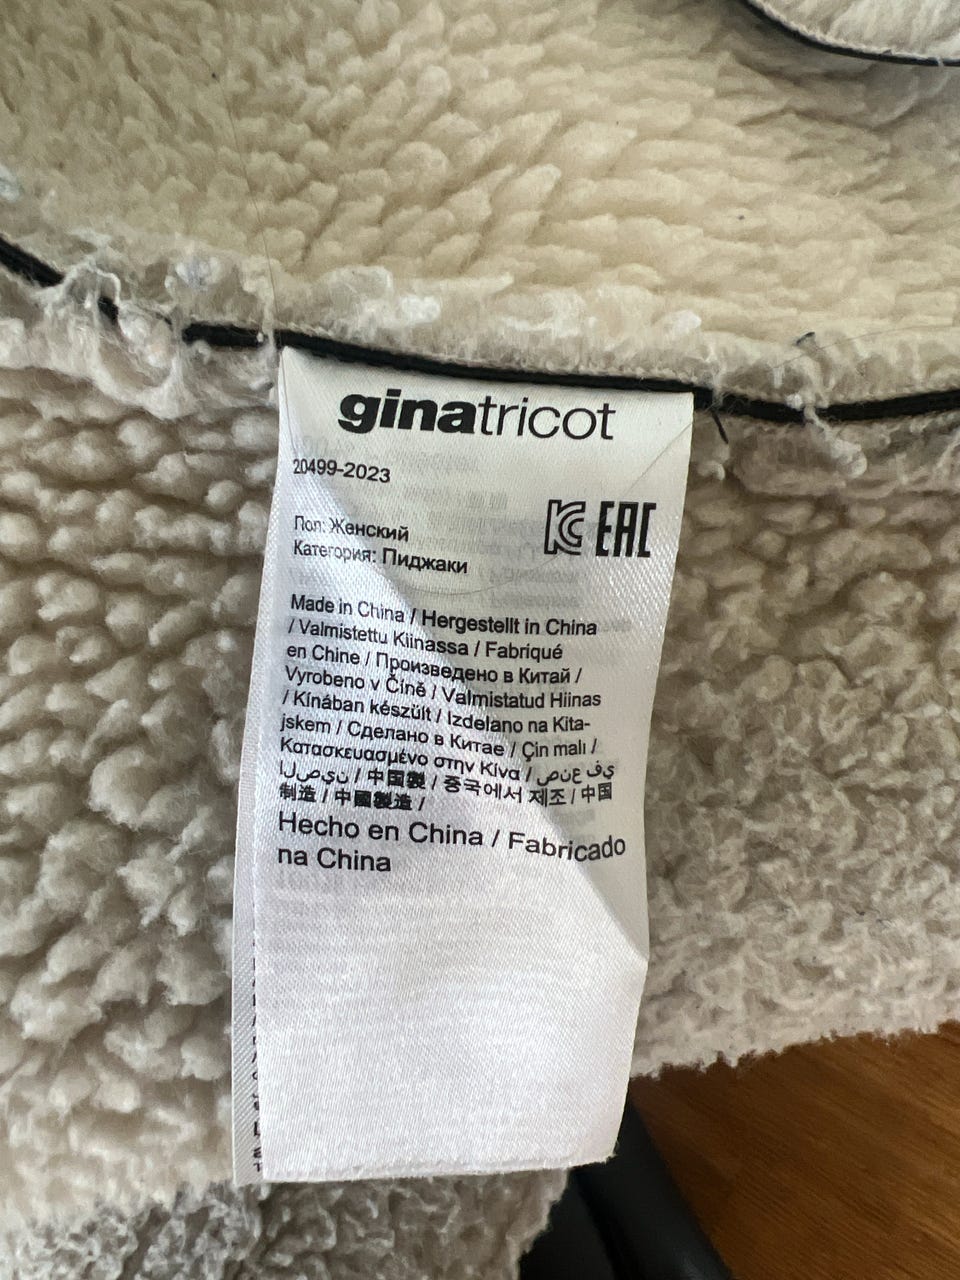 ginatricot
20499-2023
KC EAC
Пол: Женский
Категория: Пиджаки
Made in China / Hergestellt in China
/ Valmistettu Kiinassa / Fabriqué
en Chine / Произведено в Китай /
Vyrobeno v Číně / Valmistatud Hiinas
/ Kínában készült / Izdelano na Kita-
jskem / Сделано в Китае / Çin malı /
Κατασκευασμένο στην Κίνα / صنع في
الصين / 中国製 / 중국에서 제조 / 中国
制造 / 中國製造 /
Hecho en China / Fabricado
na China